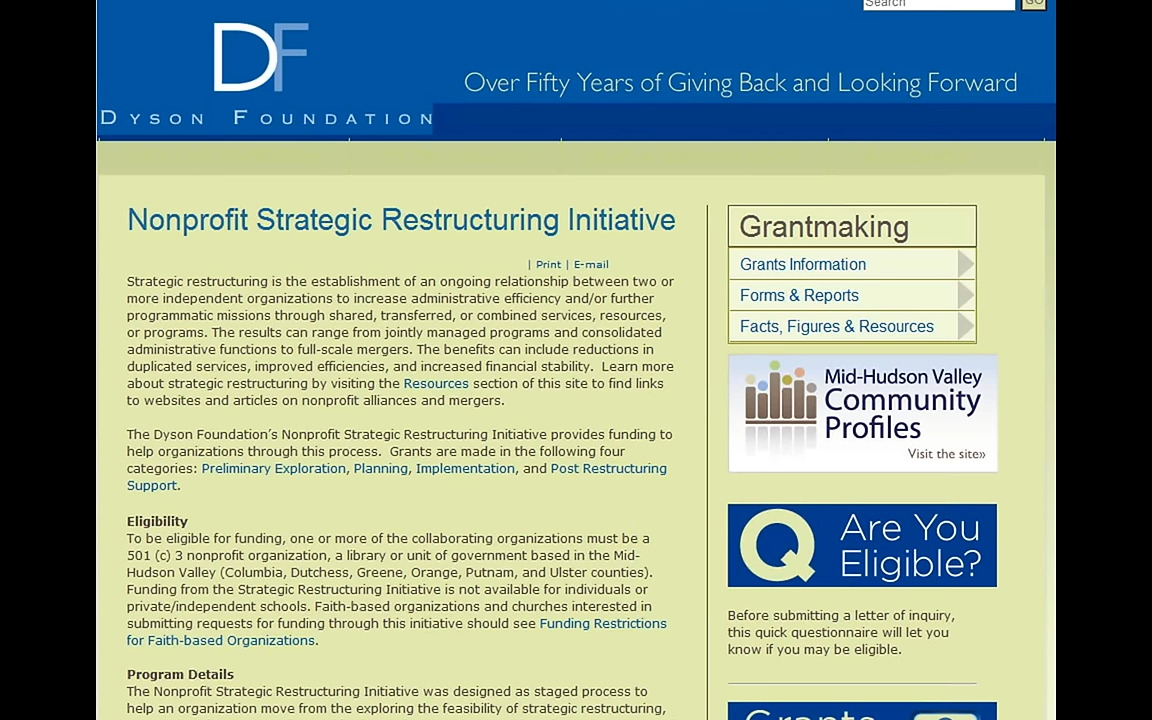 Search
GO
DF
DYSON FOUNDATION
Over Fifty Years of Giving Back and Looking Forward
Nonprofit Strategic Restructuring Initiative
| Print | E-mail
Strategic restructuring is the establishment of an ongoing relationship between two or
more independent organizations to increase administrative efficiency and/or further
programmatic missions through shared, transferred, or combined services, resources,
or programs. The results can range from jointly managed programs and consolidated
administrative functions to full-scale mergers. The benefits can include reductions in
duplicated services, improved efficiencies, and increased financial stability.  Learn more
about strategic restructuring by visiting the Resources section of this site to find links
to websites and articles on nonprofit alliances and mergers.
The Dyson Foundation's Nonprofit Strategic Restructuring Initiative provides funding to
help organizations through this process.  Grants are made in the following four
categories: Preliminary Exploration, Planning, Implementation, and Post Restructuring
Support.
Eligibility
To be eligible for funding, one or more of the collaborating organizations must be a
501 (c) 3 nonprofit organization, a library or unit of government based in the Mid-
Hudson Valley (Columbia, Dutchess, Greene, Orange, Putnam, and Ulster counties).
Funding from the Strategic Restructuring Initiative is not available for individuals or
private/independent schools. Faith-based organizations and churches interested in
submitting requests for funding through this initiative should see Funding Restrictions
for Faith-based Organizations.
Program Details
The Nonprofit Strategic Restructuring Initiative was designed as staged process to
help an organization move from the exploring the feasibility of strategic restructuring,
Grantmaking
Grants Information
Forms & Reports
Facts, Figures & Resources
Mid-Hudson Valley
Community
Profiles
Visit the site»
Q Are You
Eligible?
Before submitting a letter of inquiry,
this quick questionnaire will let you
know if you may be eligible.
Grants